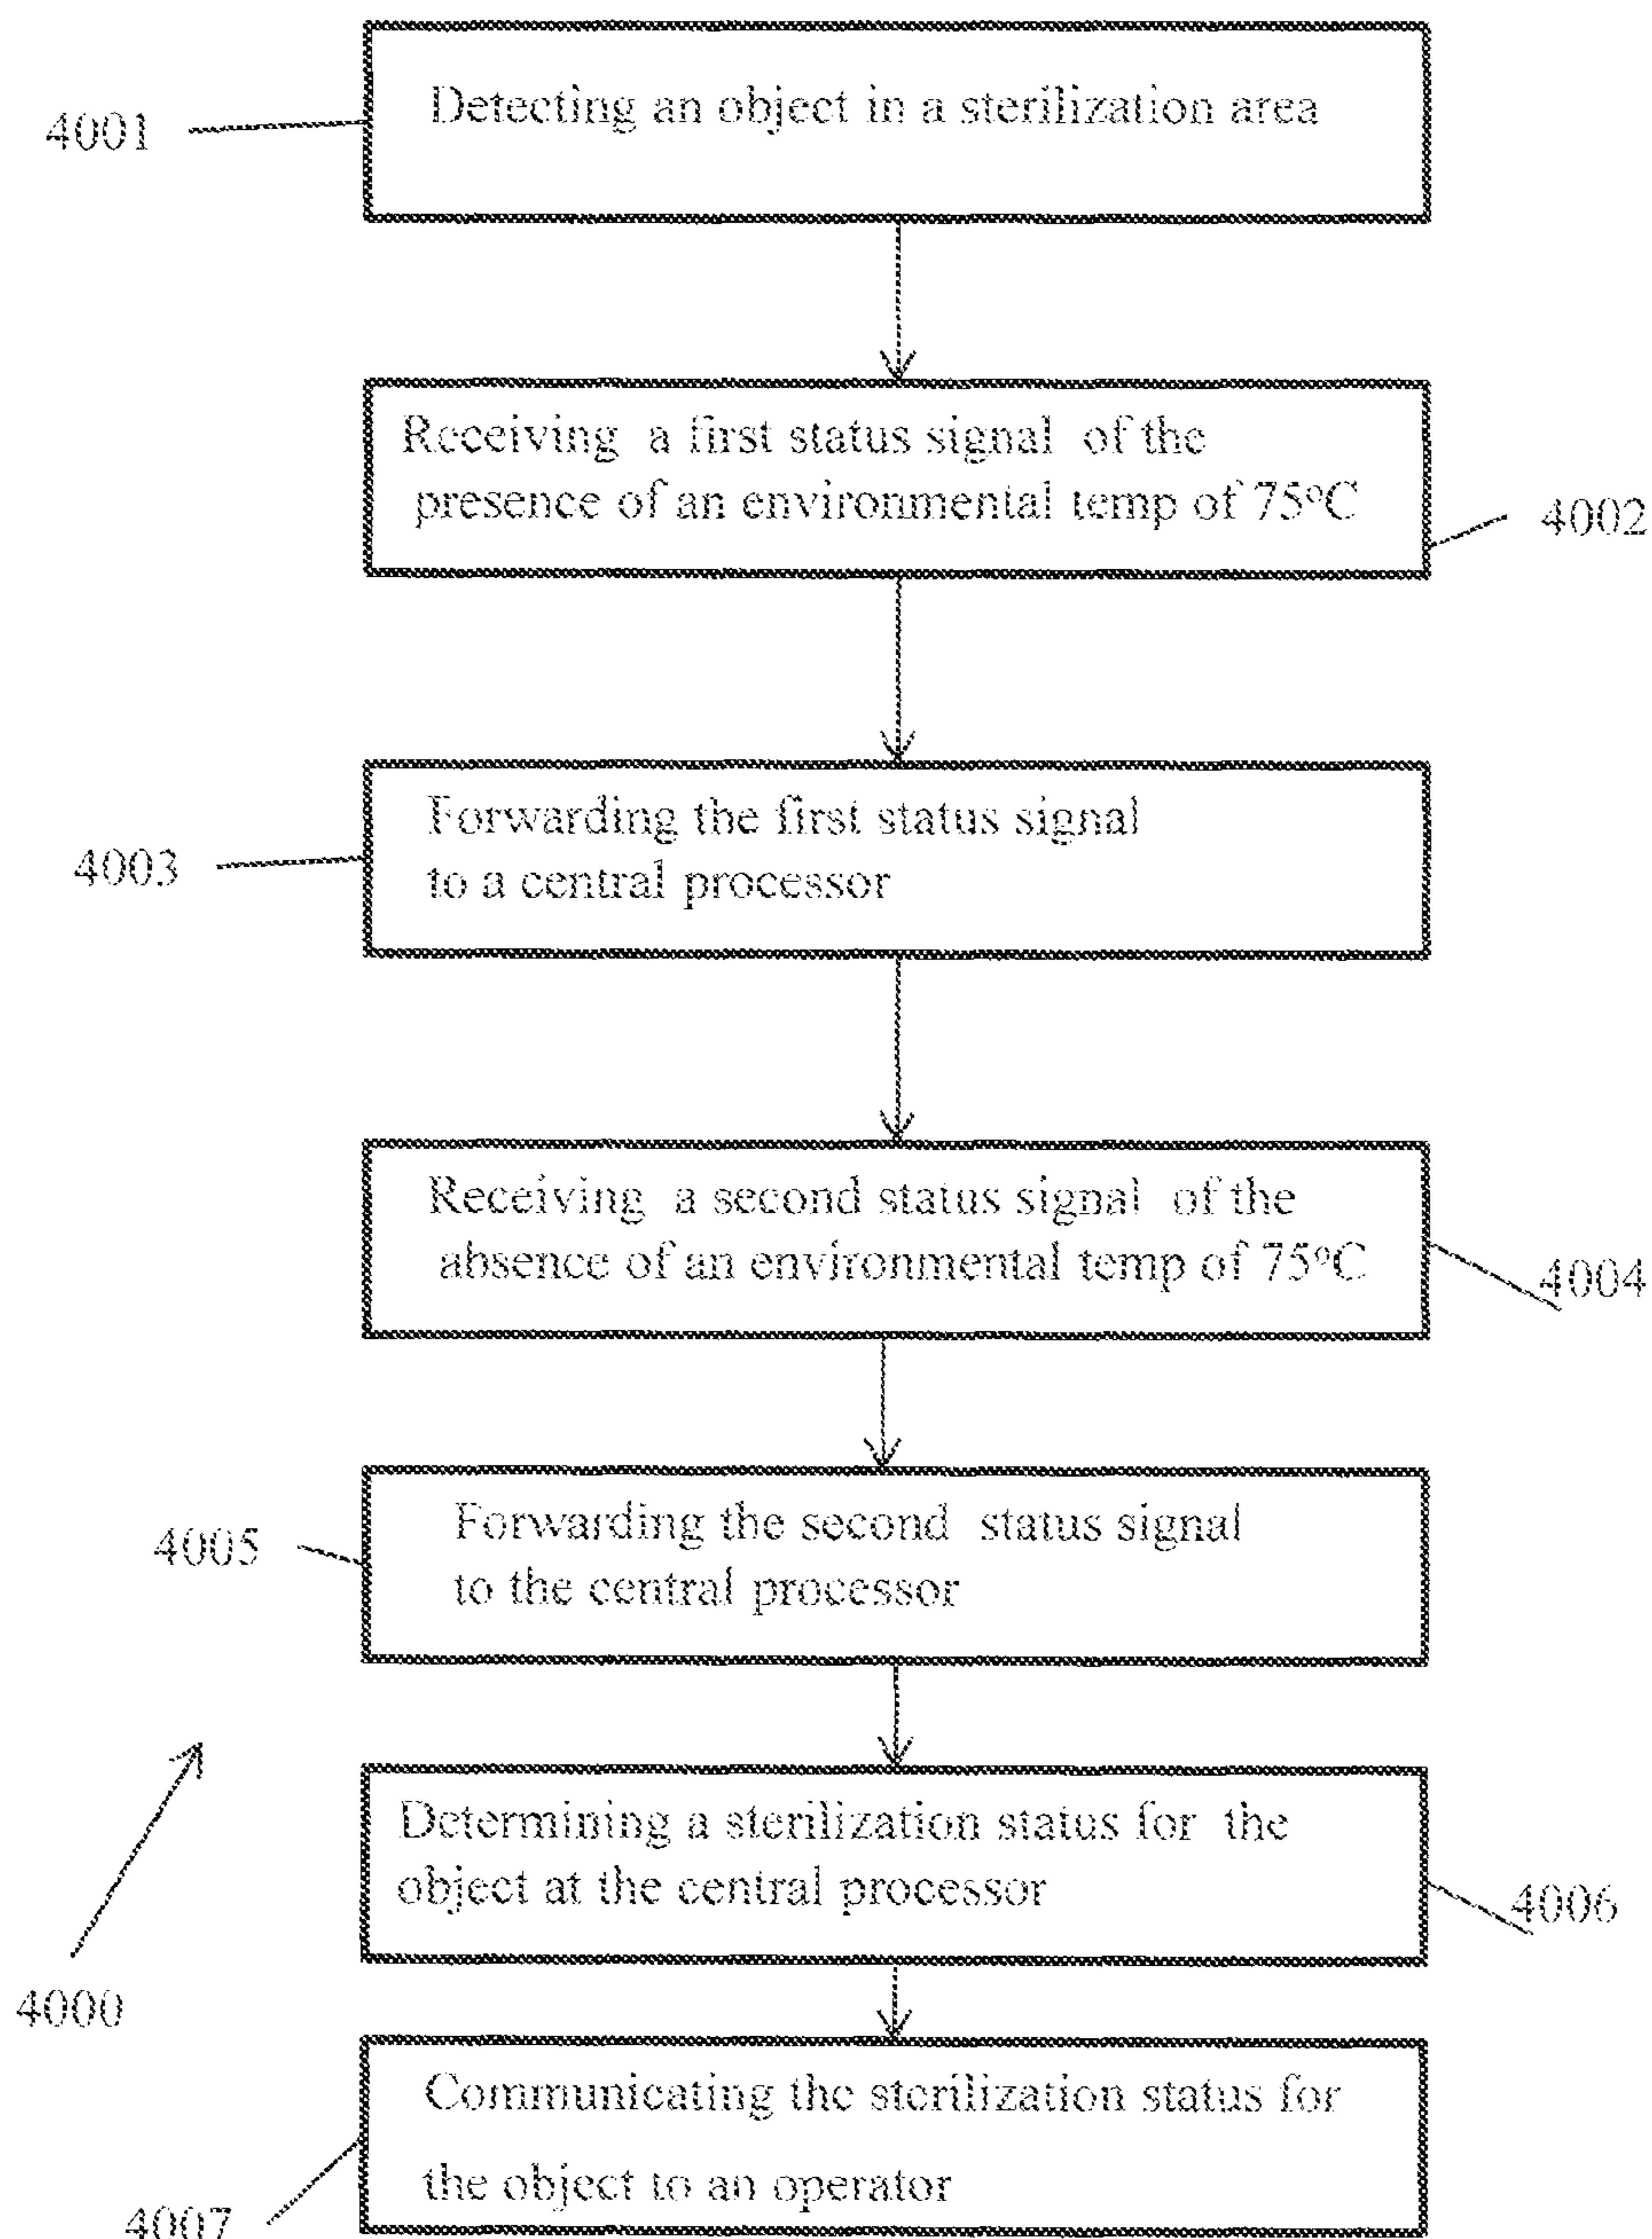 4001
Detecting an object in a sterilization area
Receiving a first status signal of the
presence of an environmental temp of 75ºC
4002
Forwarding the first status signal
to a central processor
4003
Receiving a second status signal of the
absence of an environmental temp of 75ºC
4004
Forwarding the second status signal
to the central processor
4005
Determining a sterilization status for the
object at the central processor
4006
4000
Communicating the sterilization status for
the object to an operator
4007